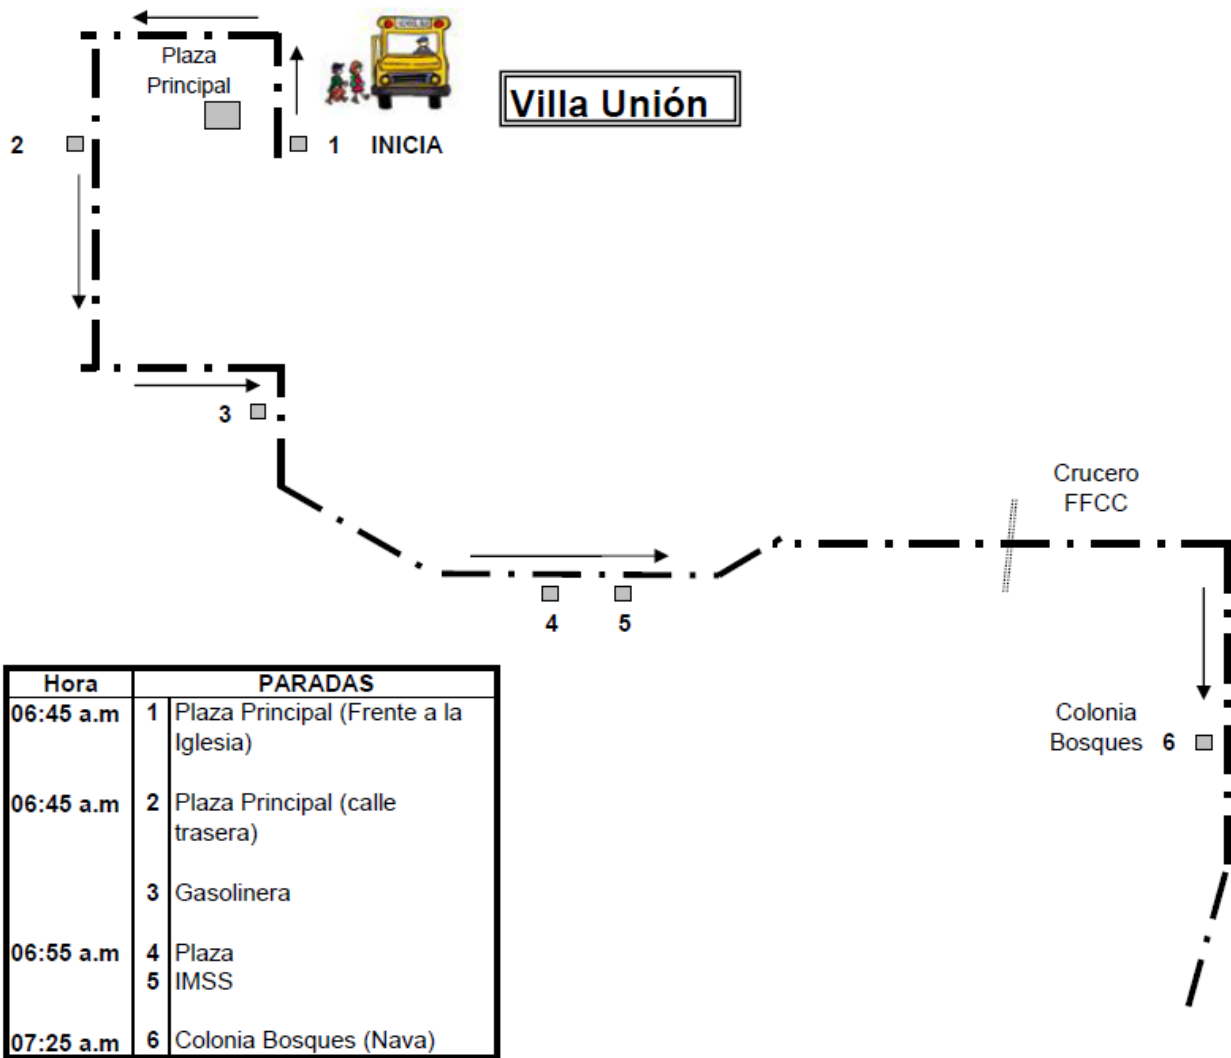 Plaza
Principal
Villa Unión
2
1 INICIA
3
Crucero
FFCC
4 5
Colonia
Bosques 6
Hora PARADAS
06:45 a.m 1 Plaza Principal (Frente a la
Iglesia)
06:45 a.m 2 Plaza Principal (calle
trasera)
3 Gasolinera
06:55 a.m 4 Plaza
5 IMSS
07:25 a.m 6 Colonia Bosques (Nava)